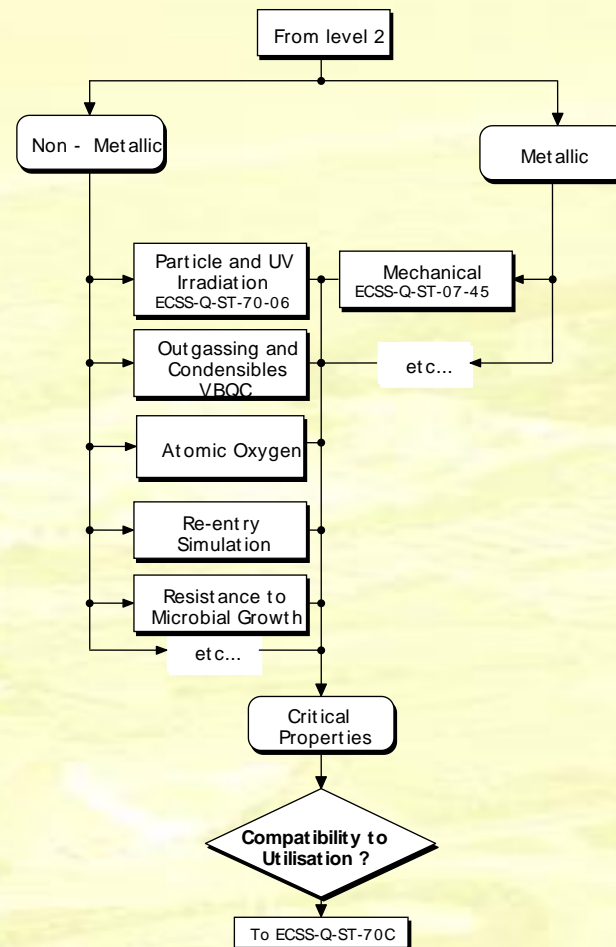 From level 2
Non - Metallic
Metallic
Particle and UV
Irradiation
ECSS-Q-ST-70-06
Mechanical
ECSS-Q-ST-07-45
Outgassing and
Condensibles
VBQC
etc...
Atomic Oxygen
Re-entry
Simulation
Resistance to
Microbial Growth
etc...
Critical
Properties
Compatibility to
Utilisation ?
To ECSS-Q-ST-70C